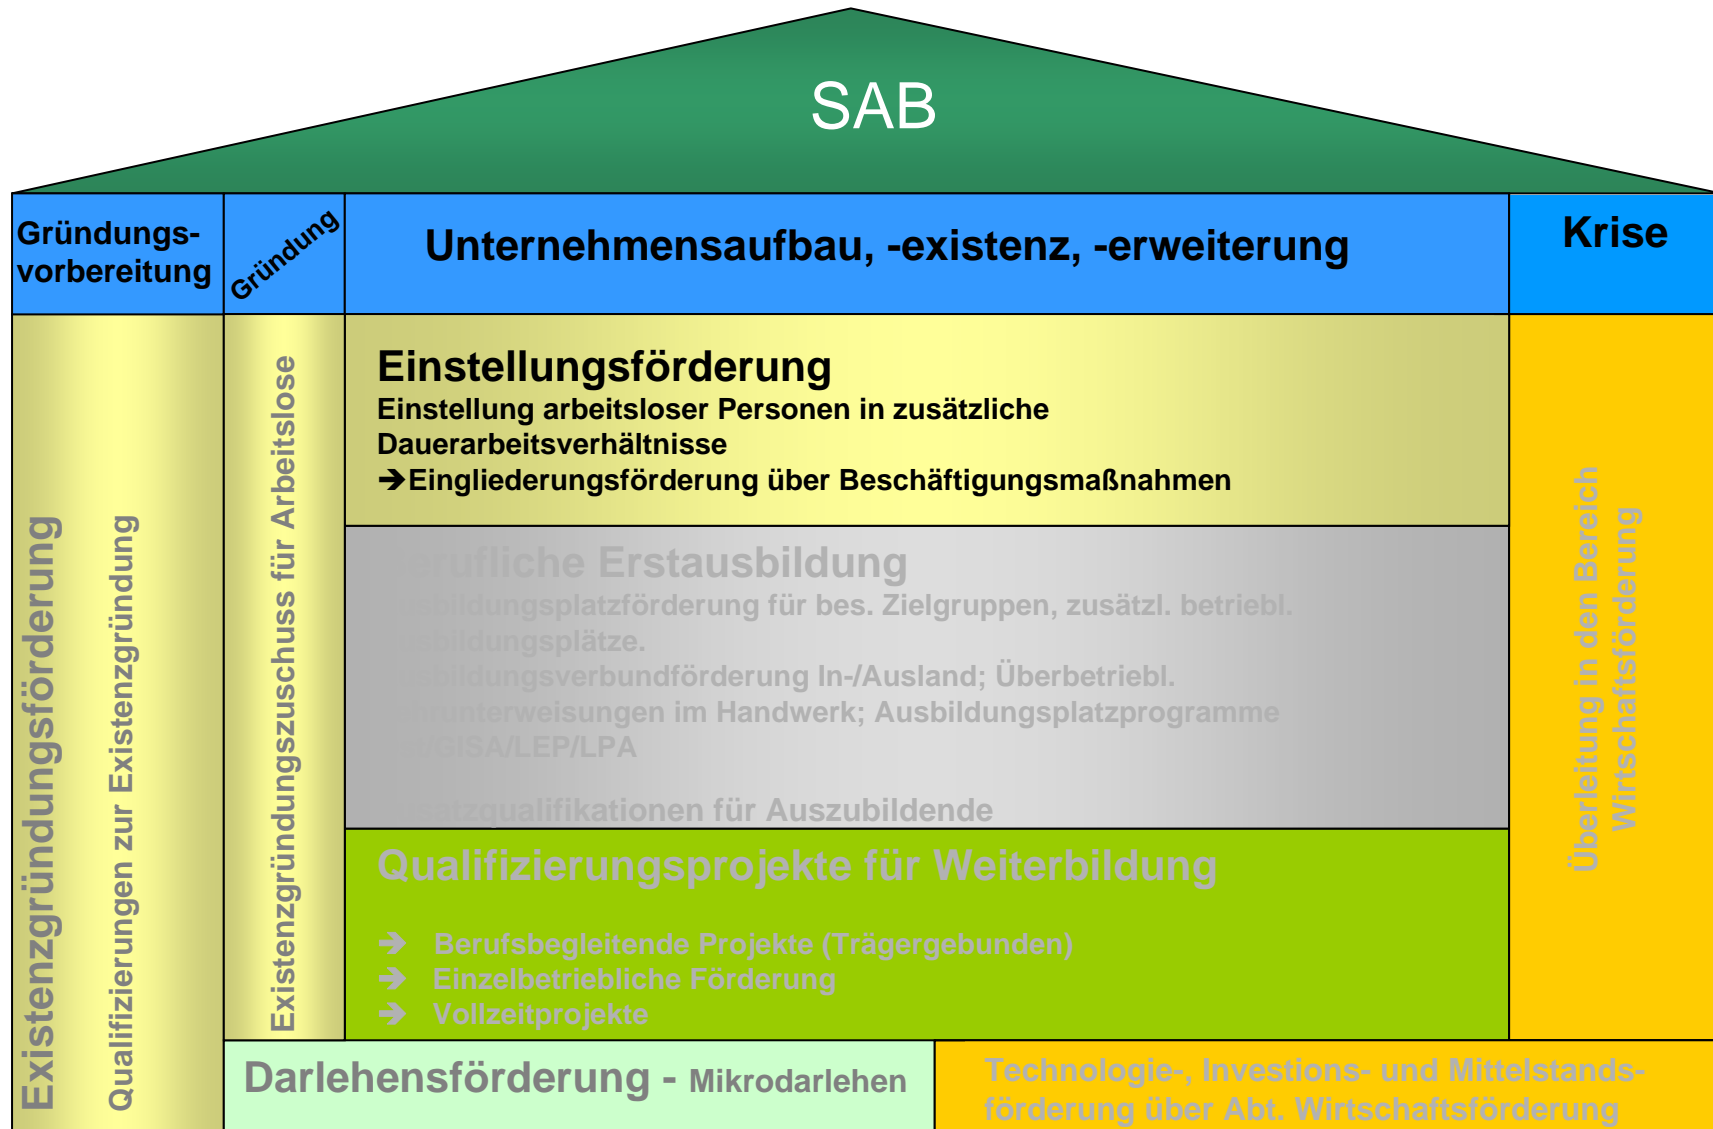 SAB
Gründungs-
vorbereitung
Gründung
Unternehmensaufbau, -existenz, -erweiterung
Krise
Existenzgründungsförderung
Qualifizierungen zur Existenzgründung
Existenzgründungszuschuss für Arbeitslose
Einstellungsförderung
Einstellung arbeitsloser Personen in zusätzliche
Dauerarbeitsverhältnisse
➔Eingliederungsförderung über Beschäftigungsmaßnahmen
Berufliche Erstausbildung
Ausbildungsplatzförderung für bes. Zielgruppen, zusätzl. betriebl.
Ausbildungsplätze.
Ausbildungsverbundförderung In-/Ausland; Überbetriebl.
Lehrunterweisungen im Handwerk; Ausbildungsplatzprogramme
/GISA/LEP/LPA
Zusatzqualifikationen für Auszubildende
Qualifizierungsprojekte für Weiterbildung
➔ Berufsbegleitende Projekte (Trägergebunden)
➔ Einzelbetriebliche Förderung
➔ Vollzeitprojekte
Überleitung in den Bereich
Wirtschaftsförderung
Darlehensförderung - Mikrodarlehen
Technologie-, Investions- und Mittelstands-
förderung über Abt. Wirtschaftsförderung